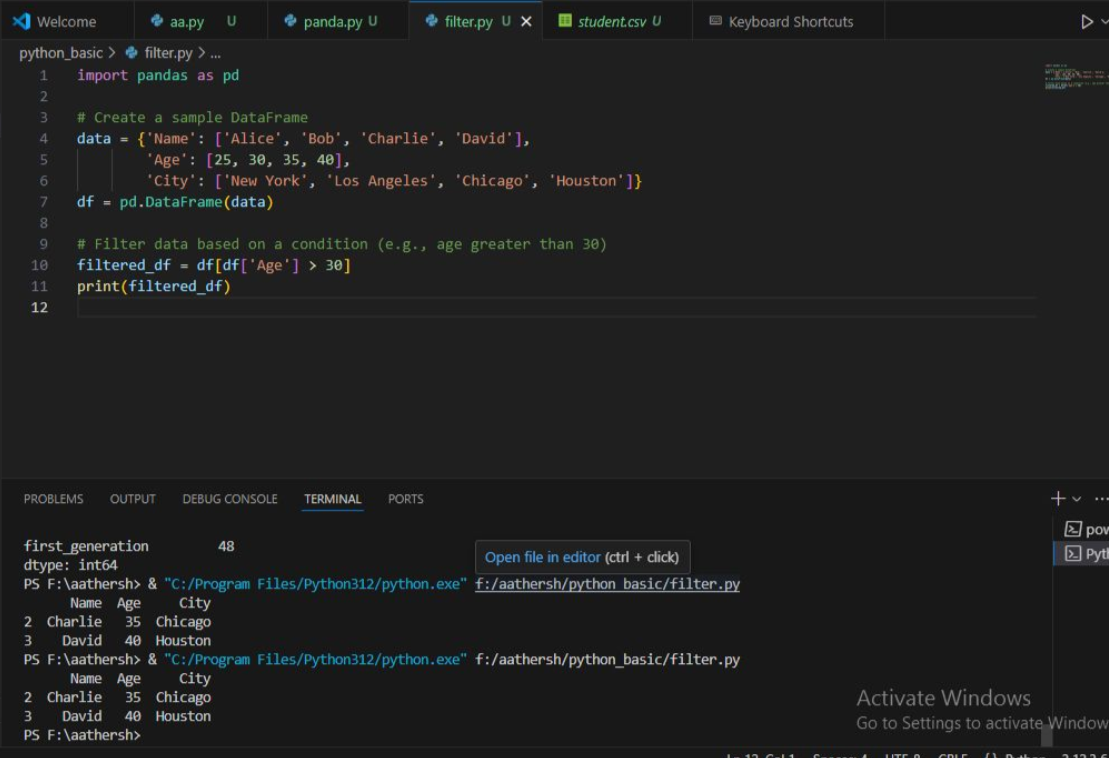 Welcome aa.py U panda.py U filter.py U student.csv U Keyboard Shortcuts
python_basic > filter.py > ...
1 import pandas as pd
2
3 # Create a sample DataFrame
4 data = {'Name': ['Alice', 'Bob', 'Charlie', 'David'],
5 'Age': [25, 30, 35, 40],
6 'City': ['New York', 'Los Angeles', 'Chicago', 'Houston']}
7 df = pd.DataFrame(data)
8
9 # Filter data based on a condition (e.g., age greater than 30)
10 filtered_df = df[df['Age'] > 30]
11 print(filtered_df)
12
PROBLEMS OUTPUT DEBUG CONSOLE TERMINAL PORTS
first_generation 48
Open file in editor (ctrl + click)
dtype: int64
PS F:\aathersh> & "C:/Program Files/Python312/python.exe" f:/aathersh/python_basic/filter.py
Name Age City
2 Charlie 35 Chicago
3 David 40 Houston
PS F:\aathersh> & "C:/Program Files/Python312/python.exe" f:/aathersh/python_basic/filter.py
Name Age City
2 Charlie 35 Chicago
3 David 40 Houston
PS F:\aathersh>
pow
Pyth
Activate Windows
Go to Settings to activate Window